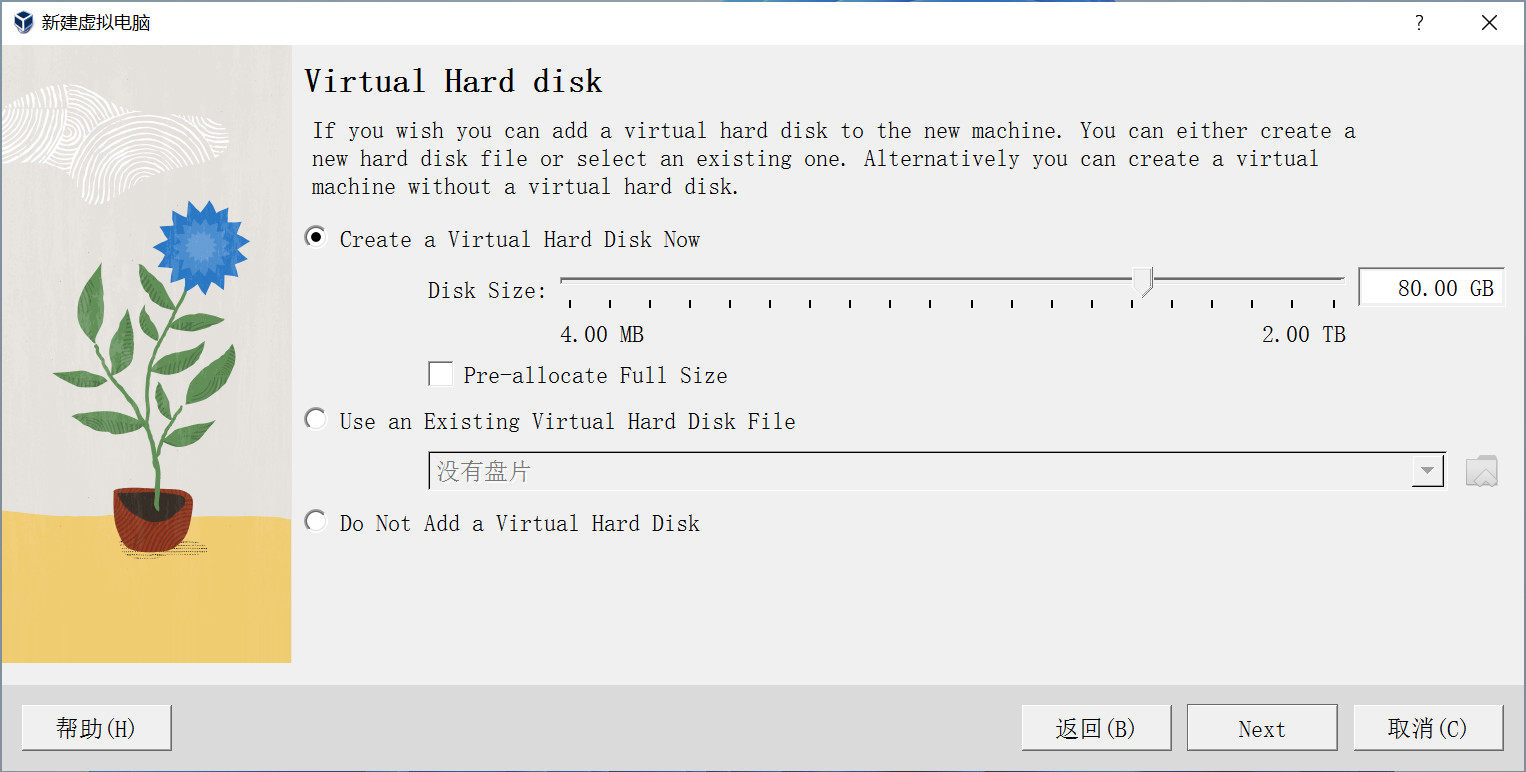 新建虚拟电脑
Virtual Hard disk
If you wish you can add a virtual hard disk to the new machine. You can either create a
new hard disk file or select an existing one. Alternatively you can create a virtual
machine without a virtual hard disk.
Create a Virtual Hard Disk Now
Disk Size:
80.00 GB
4.00 MB
2.00 TB
Pre-allocate Full Size
Use an Existing Virtual Hard Disk File
没有盘片
Do Not Add a Virtual Hard Disk
帮助(H)
返回(B)
Next
取消(C)